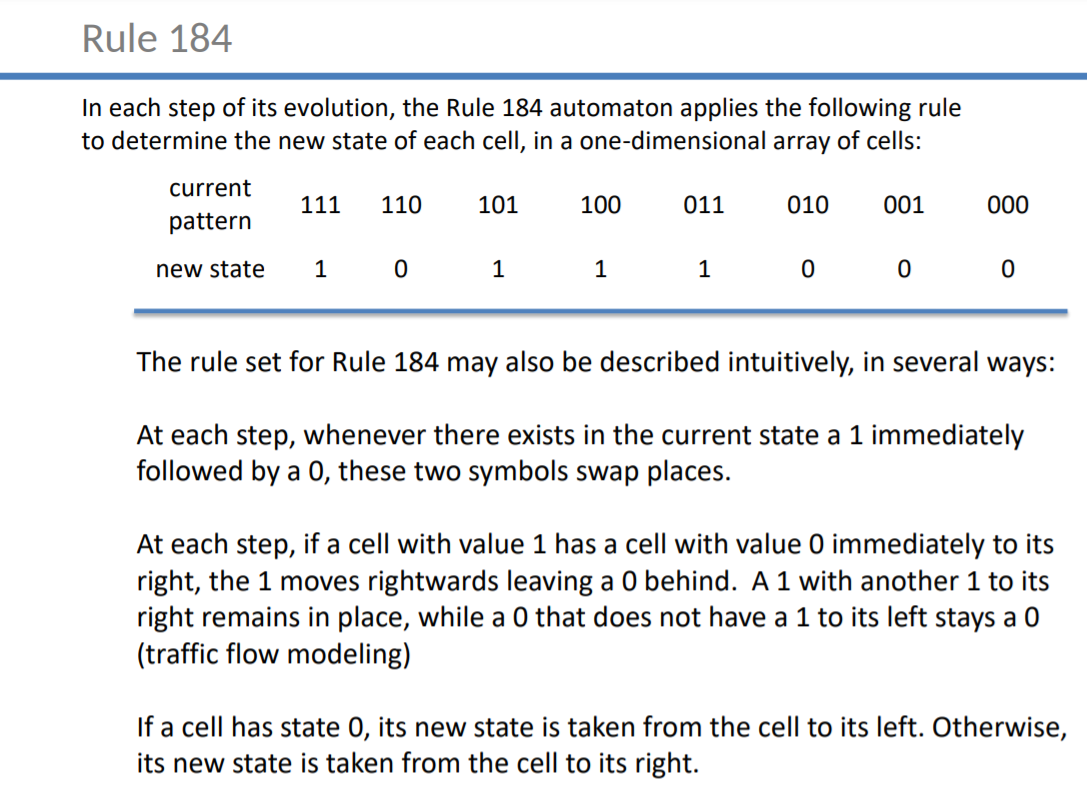 Rule 184
In each step of its evolution, the Rule 184 automaton applies the following rule
to determine the new state of each cell, in a one-dimensional array of cells:
current
pattern 111 110 101 100 011 010 001 000
new state 1 0 1 1 1 0 0 0
The rule set for Rule 184 may also be described intuitively, in several ways:
At each step, whenever there exists in the current state a 1 immediately
followed by a 0, these two symbols swap places.
At each step, if a cell with value 1 has a cell with value 0 immediately to its
right, the 1 moves rightwards leaving a 0 behind.  A 1 with another 1 to its
right remains in place, while a 0 that does not have a 1 to its left stays a 0
(traffic flow modeling)
If a cell has state 0, its new state is taken from the cell to its left. Otherwise,
its new state is taken from the cell to its right.